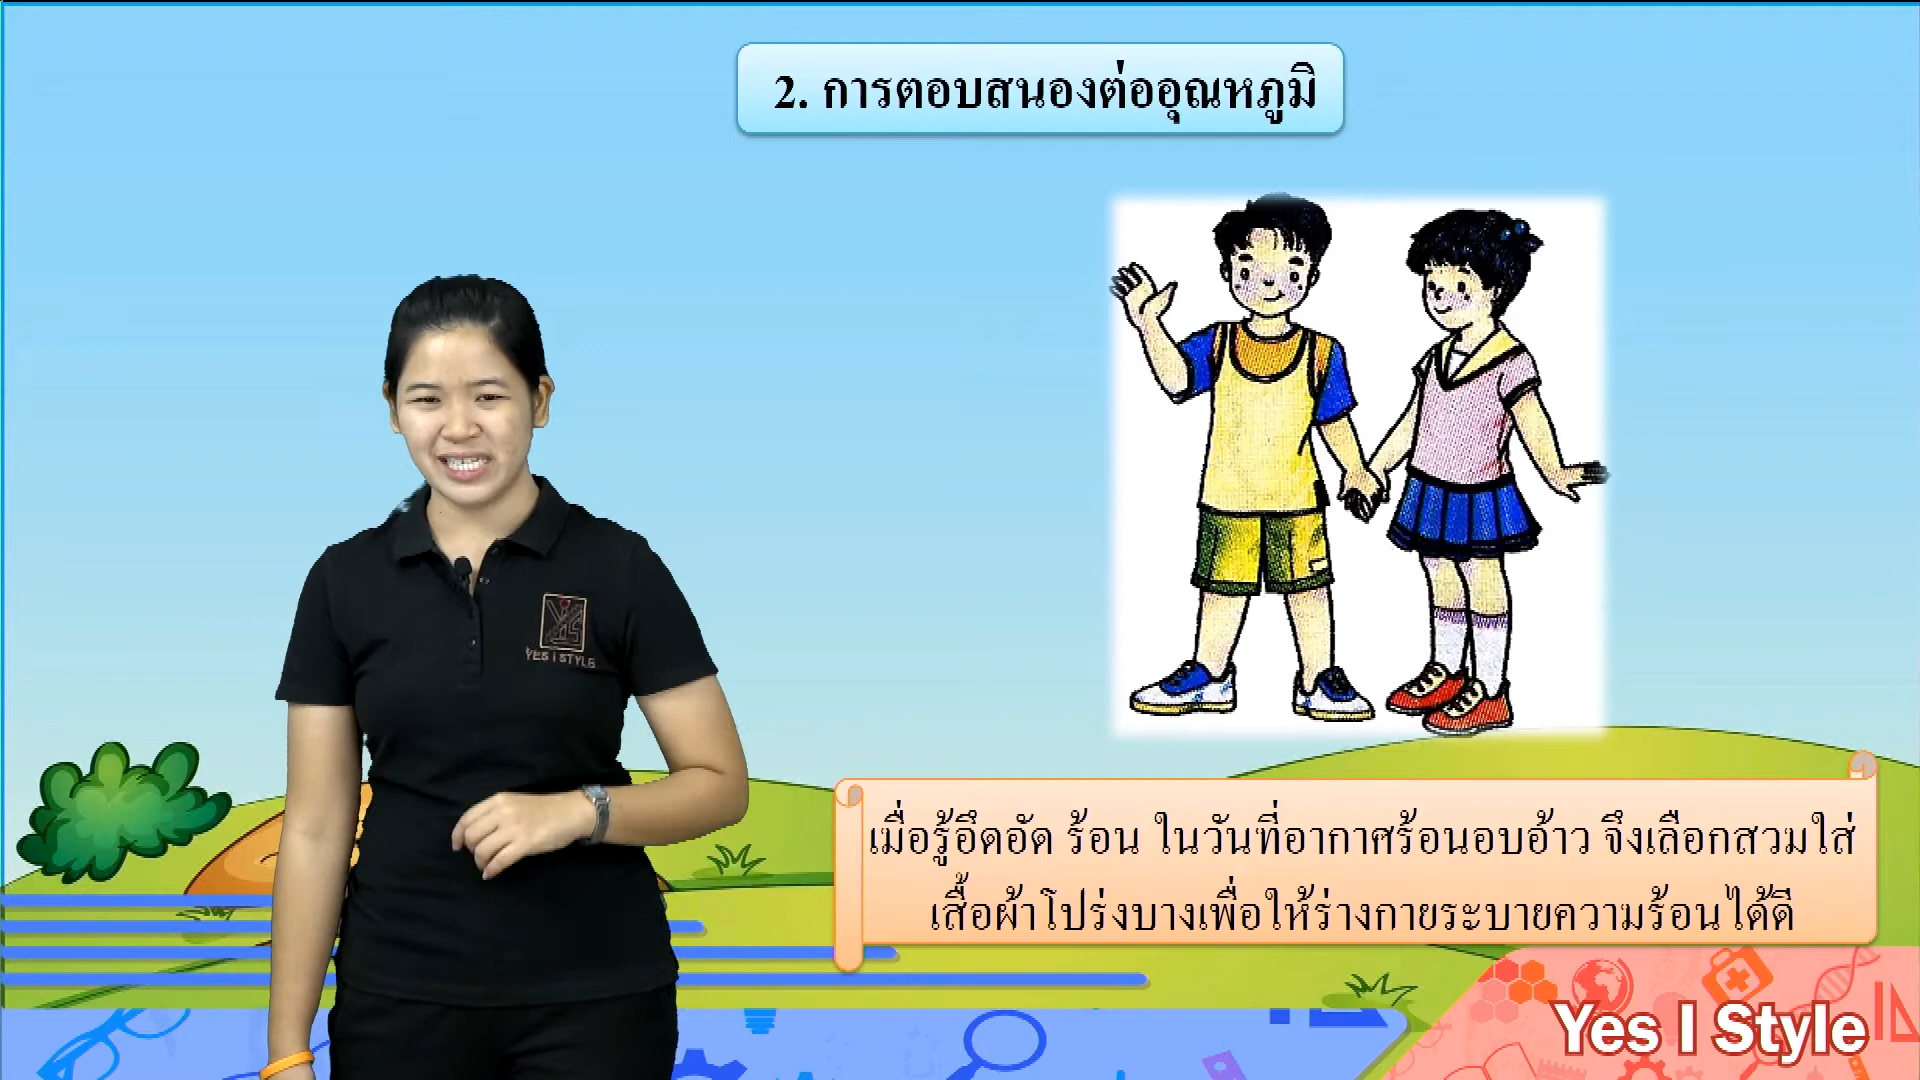 2. การตอบสนองต่ออุณหภูมิ
YES I STYLE
เมื่อรู้อึดอัด ร้อน ในวันที่อากาศร้อนอบอ้าว จึงเลือกสวมใส่
เสื้อผ้าโปร่งบางเพื่อให้ร่างกายระบายความร้อนได้ดี
Yes I Style